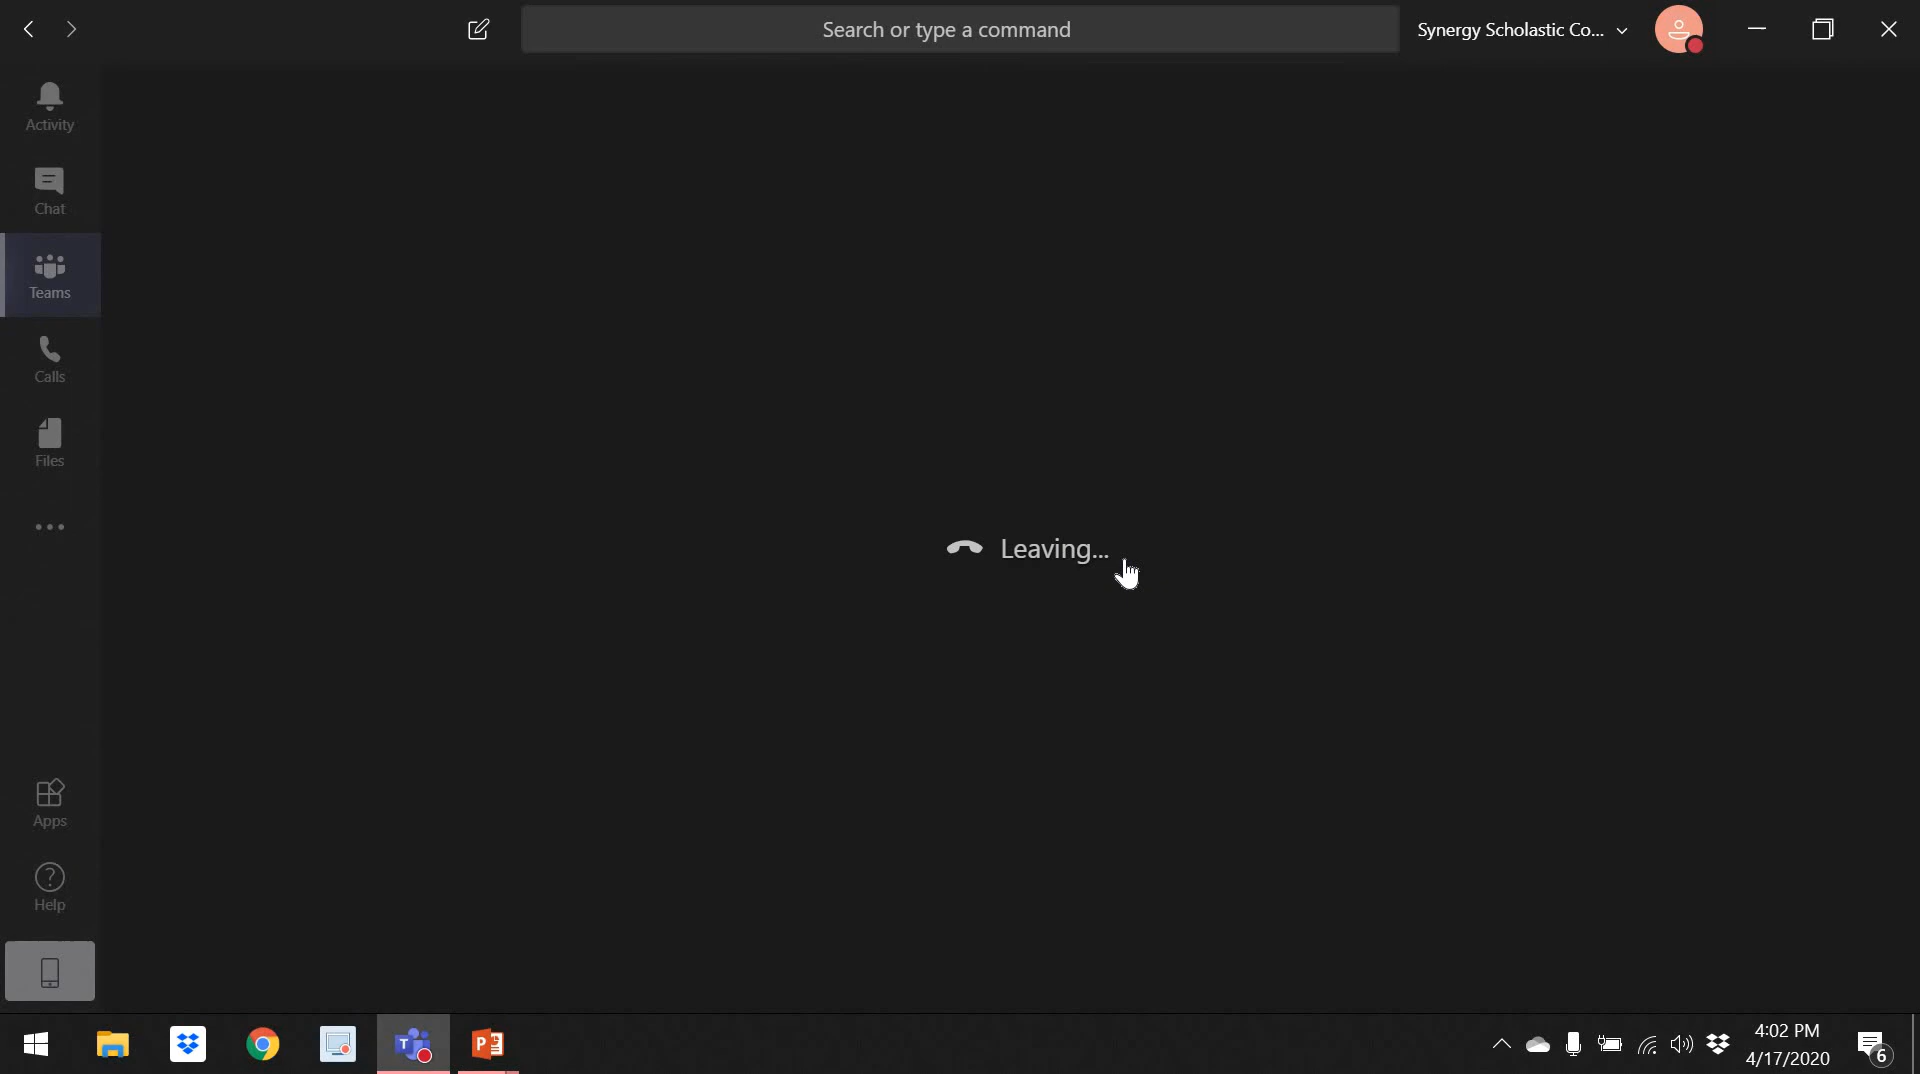 Search or type a command
Synergy Scholastic Co...
Activity
Chat
Teams
Calls
Files
Leaving...
Apps
Help
4:02 PM
4/17/2020
6